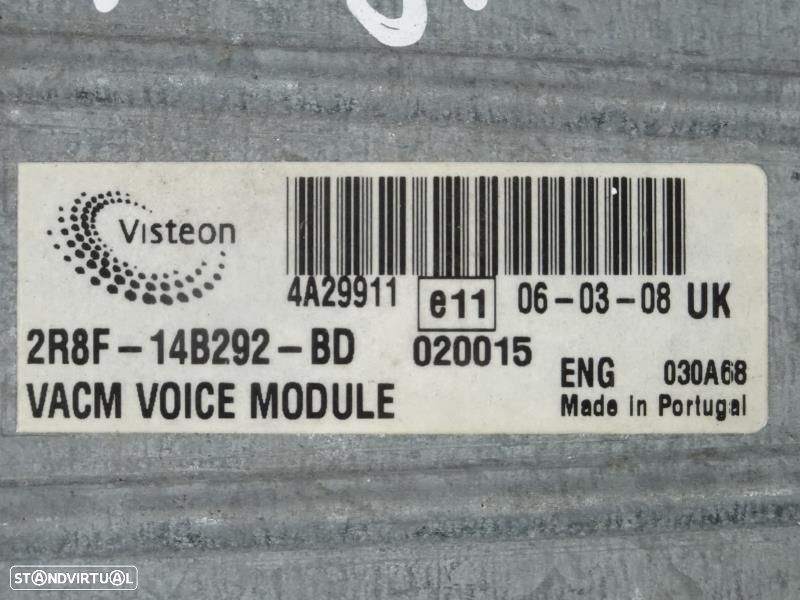 Visteon
4A29911
e11
06-03-08 UK
2R8F-14B292-BD
020015
VACM VOICE MODULE
ENG 030A68
Made in Portugal
STANDVIRTUAL